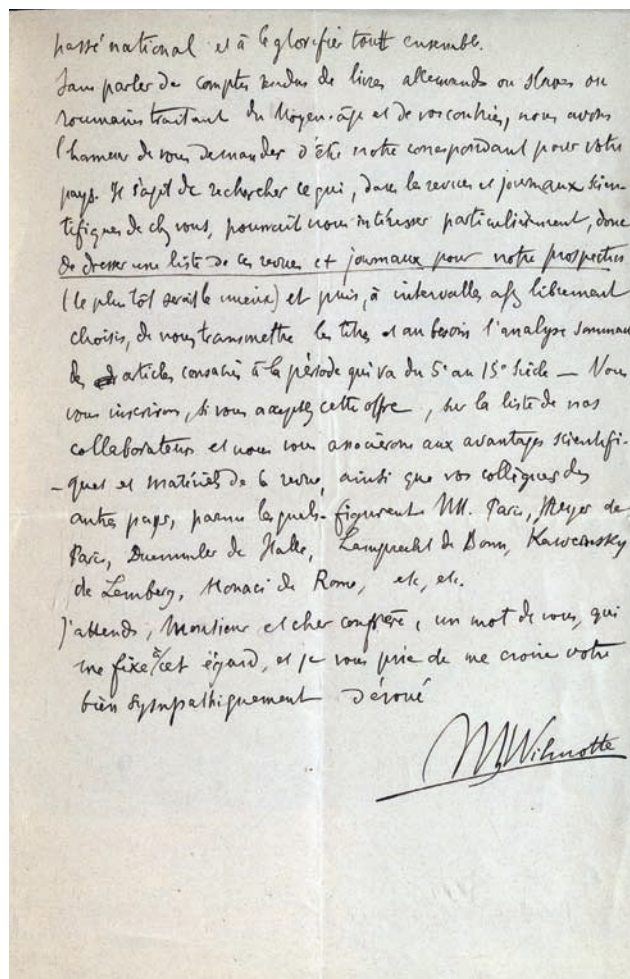 passé national et à le glorifier tout ensemble.
Sans parler de comptes rendus de livres allemands ou slaves ou
roumains traitant du Moyen-âge et de vos contrées, nous avons
l'honneur de vous demander d'être notre correspondant pour votre
pays. Il s'agit de rechercher ce qui, dans les revues et journaux scien-
tifiques de chez vous, pourrait nous intéresser particulièrement, donc
de dresser une liste de ces revues et journaux pour notre prospectus
(le plus tôt serait le mieux) et puis, à intervalles assez librement
choisis, de nous transmettre les titres et au besoin l'analyse sommaire
des articles consacrés à la période qui va du 5e au 15e siècle — Nous
vous inscrirons, si vous acceptez cette offre, sur la liste de nos
collaborateurs et nous vous associerons aux avantages scientifi-
-ques et matériels de la revue, ainsi que vos collègues des
autres pays, parmi lesquels figurent MM. Paris, Meyer de
Paris, Duemmler de Halle, Lamprecht de Bonn, Kawczynsky
de Lemberg, Monaci de Rome, etc, etc.
J'attends, Monsieur et cher confrère, un mot de vous, qui
me fixe à cet égard, et je vous prie de me croire votre
bien sympathiquement dévoué
MWilmotte